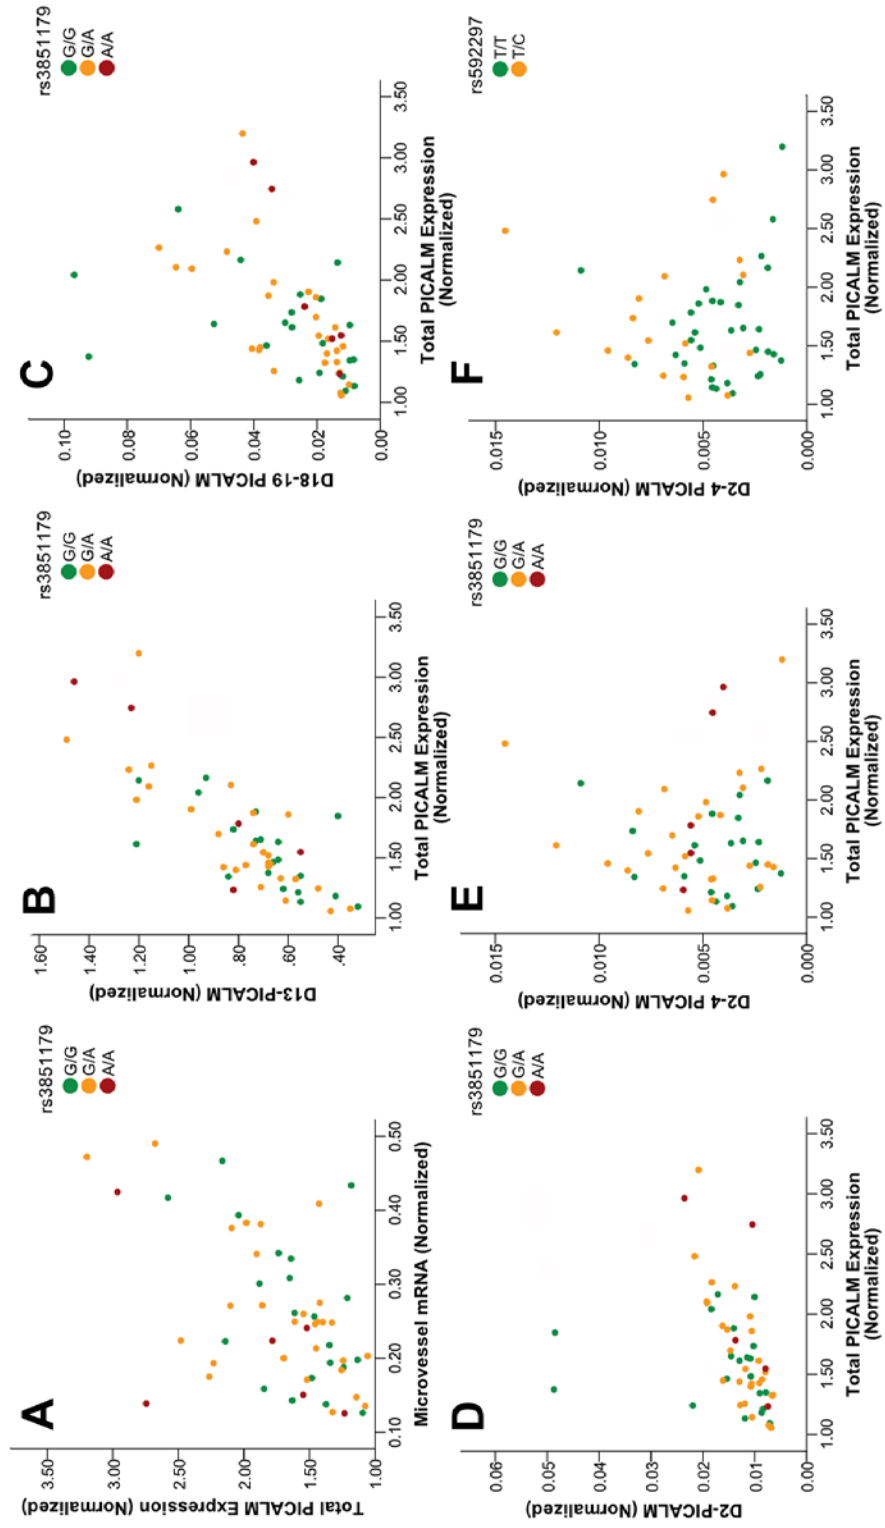 A
rs3851179
G/G
G/A
A/A
Total PICALM Expression (Normalized)
3.50
3.00
2.50
2.00
1.50
1.00
0.10
0.20
0.30
0.40
0.50
Microvessel mRNA (Normalized)
B
rs3851179
G/G
G/A
A/A
D13-PICALM (Normalized)
1.60
1.40
1.20
1.00
.80
.60
.40
1.00
1.50
2.00
2.50
3.00
3.50
Total PICALM Expression
(Normalized)
C
rs3851179
G/G
G/A
A/A
D18-19 PICALM (Normalized)
0.10
0.08
0.06
0.04
0.02
0.00
1.00
1.50
2.00
2.50
3.00
3.50
Total PICALM Expression
(Normalized)
D
rs3851179
G/G
G/A
A/A
D2-PICALM (Normalized)
0.06
0.05
0.04
0.03
0.02
0.01
0.00
1.00
1.50
2.00
2.50
3.00
3.50
Total PICALM Expression
(Normalized)
E
rs3851179
G/G
G/A
A/A
D2-4 PICALM (Normalized)
0.015
0.010
0.005
0.000
1.00
1.50
2.00
2.50
3.00
3.50
Total PICALM Expression
(Normalized)
F
rs592297
T/T
T/C
D2-4 PICALM (Normalized)
0.015
0.010
0.005
0.000
1.00
1.50
2.00
2.50
3.00
3.50
Total PICALM Expression
(Normalized)